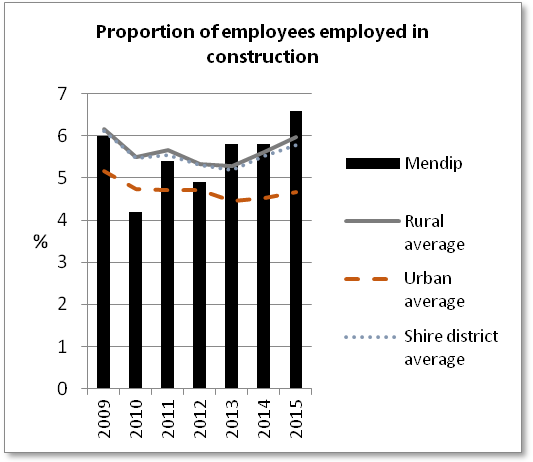 Proportion of employees employed in
construction
7
6
5
4
3
2
1
0
%
2009
2010
2011
2012
2013
2014
2015
Mendip
Rural
average
Urban
average
Shire district
average